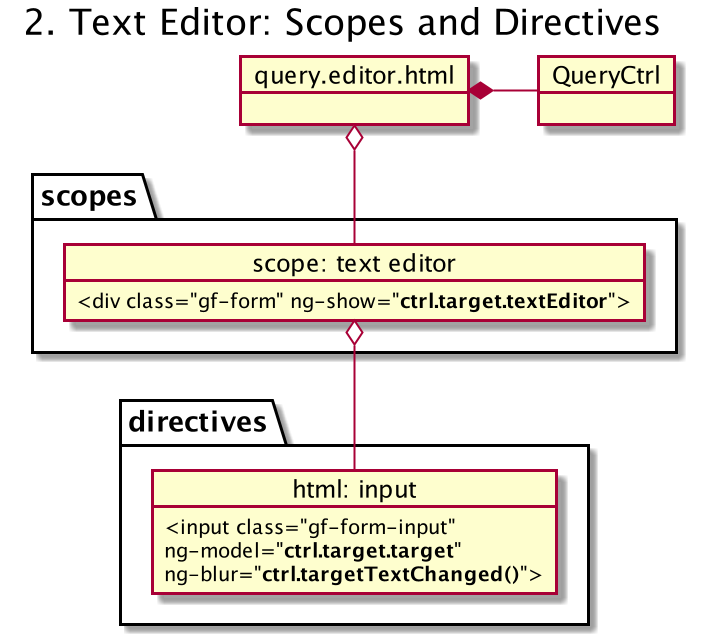 2. Text Editor: Scopes and Directives
query.editor.html
QueryCtrl
scopes
scope: text editor
<div class="gf-form" ng-show="ctrl.target.textEditor">
directives
html: input
<input class="gf-form-input"
ng-model="ctrl.target.target"
ng-blur="ctrl.targetTextChanged()">